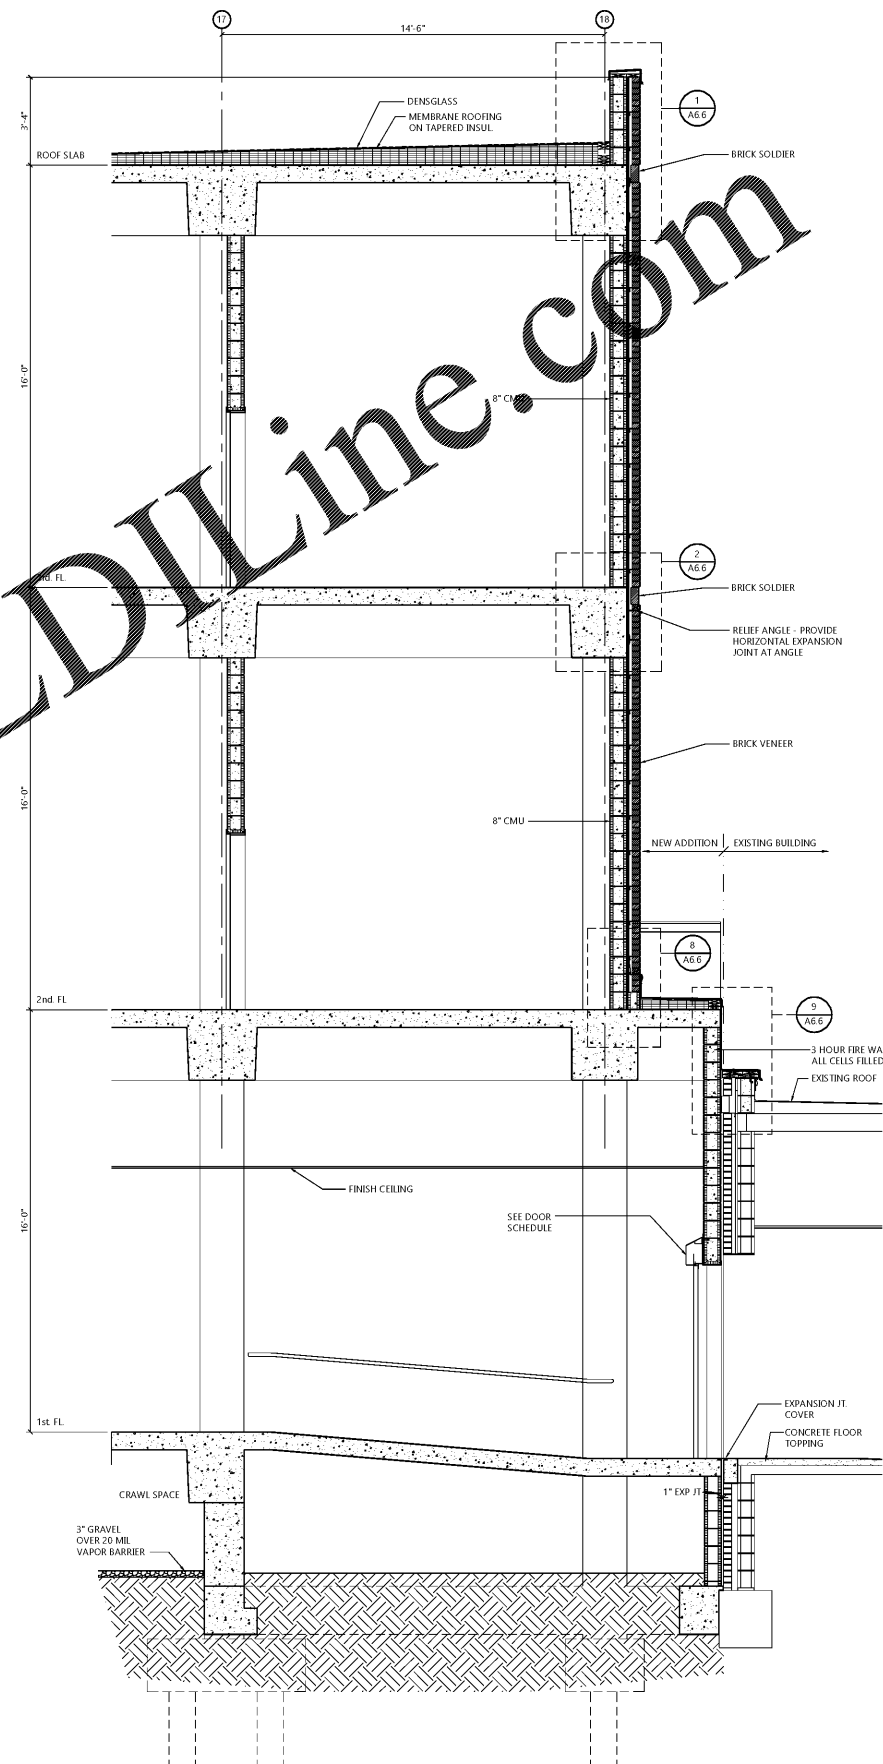 17
18
14'-6"
3'-4"
DENSGLASS
MEMBRANE ROOFING
ON TAPERED INSUL.
1
A6.6
ROOF SLAB
BRICK SOLDIER
16'-0"
8" CMU
LDILine.com
nd. FL.
2
A6.6
BRICK SOLDIER
RELIEF ANGLE - PROVIDE
HORIZONTAL EXPANSION
JOINT AT ANGLE
BRICK VENEER
16'-0"
8" CMU
NEW ADDITION
EXISTING BUILDING
8
A6.6
2nd. FL
9
A6.6
3 HOUR FIRE WA
ALL CELLS FILLED
EXISTING ROOF
FINISH CEILING
16'-0"
SEE DOOR
SCHEDULE
1st. FL.
EXPANSION JT.
COVER
CONCRETE FLOOR
TOPPING
CRAWL SPACE
1" EXP JT
3" GRAVEL
OVER 20 MIL
VAPOR BARRIER